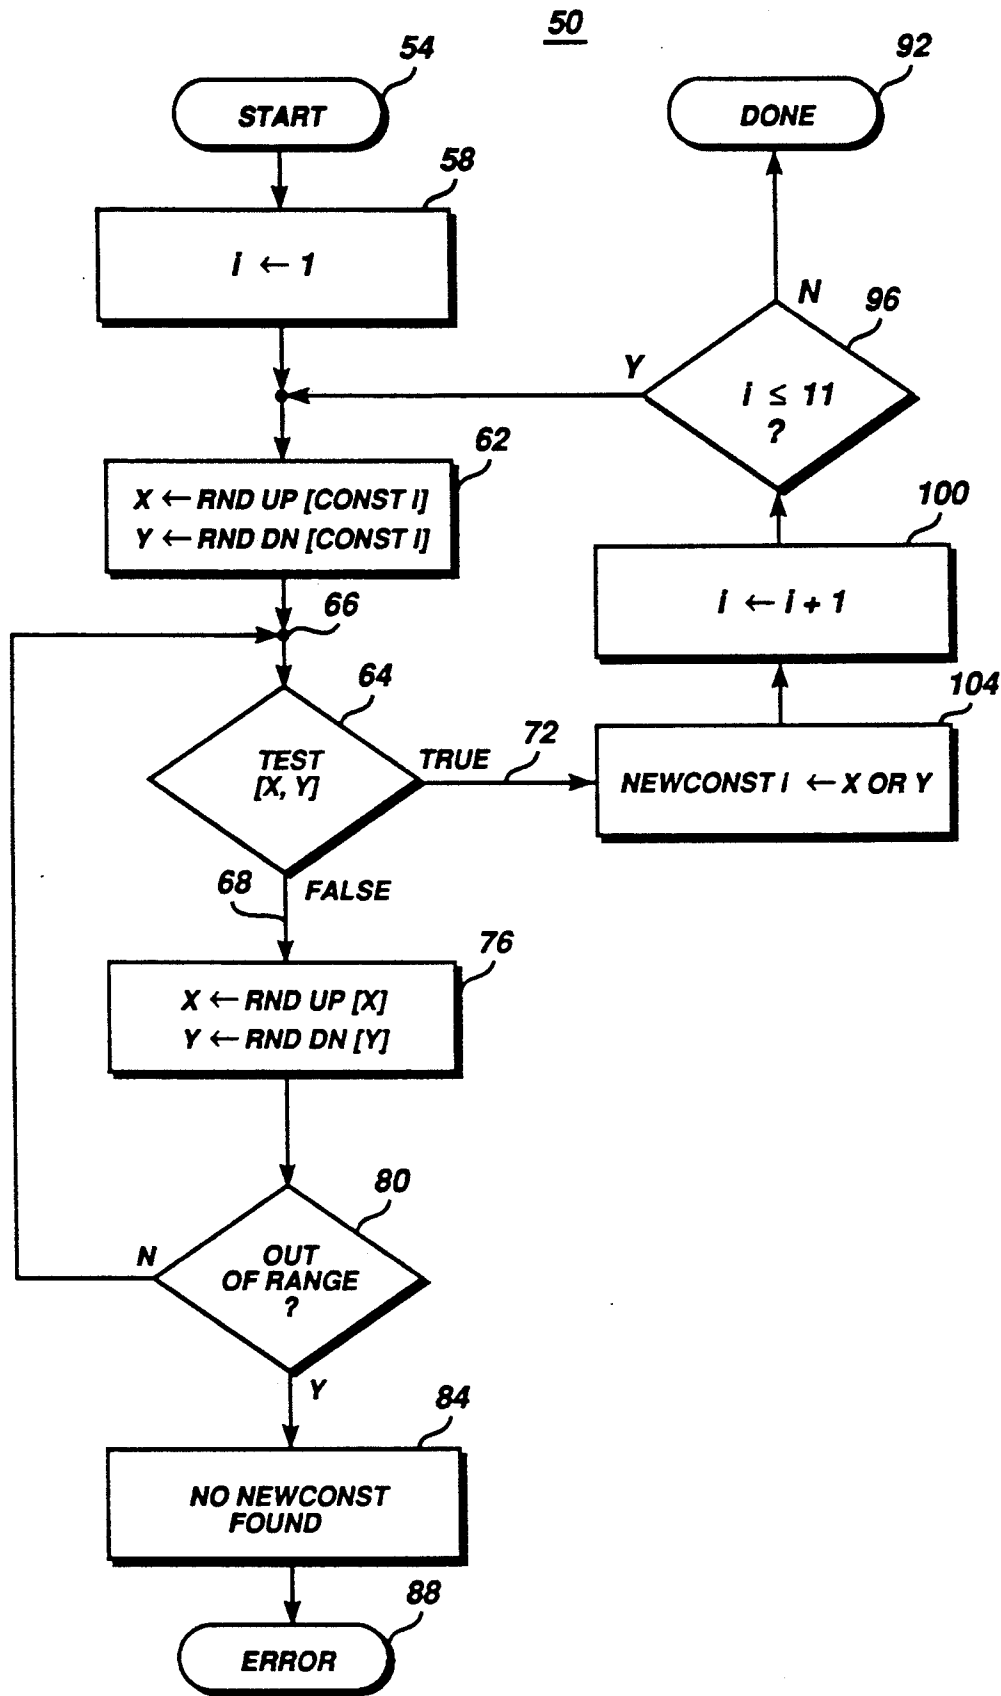 50
54
START
58
i ← 1
62
X ← RND UP [CONST i]
Y ← RND DN [CONST i]
66
64
TEST
[X, Y]
TRUE
72
68
FALSE
76
X ← RND UP [X]
Y ← RND DN [Y]
80
OUT
OF RANGE
?
N
Y
84
NO NEWCONST
FOUND
88
ERROR
104
NEWCONST i ← X OR Y
100
i ← i + 1
96
i ≤ 11
?
Y
N
92
DONE